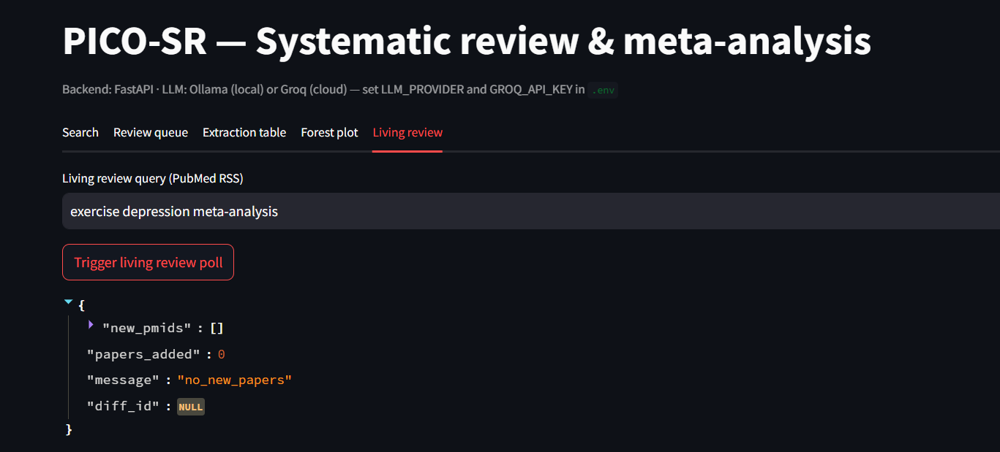 PICO-SR — Systematic review & meta-analysis
Backend: FastAPI · LLM: Ollama (local) or Groq (cloud) — set LLM_PROVIDER and GROQ_API_KEY in .env
Search Review queue Extraction table Forest plot Living review
Living review query (PubMed RSS)
exercise depression meta-analysis
Trigger living review poll
{
"new_pmids" : []
"papers_added" : 0
"message" : "no_new_papers"
"diff_id" : NULL
}